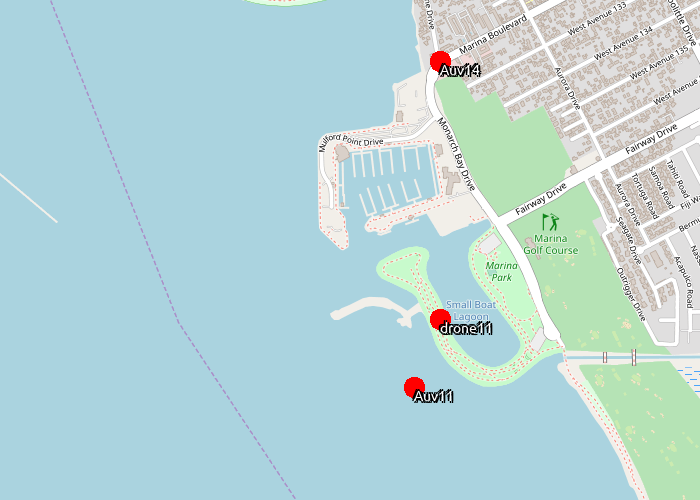 Marina Boulevard
West Avenue 133
West Avenue 134
West Avenue 135
West Avenue
Auv14
Aurora Drive
Mulford Point Drive
Monarch Bay Drive
Fairway Drive
Fairway Drive
Tahiti Road
Samoa Road
Tortuga Road
Aurora Drive
Seagate Drive
Outrigger Drive
Acapulco Road
Marina
Golf Course
Marina
Park
Small Boat
Lagoon
drone11
Auv11